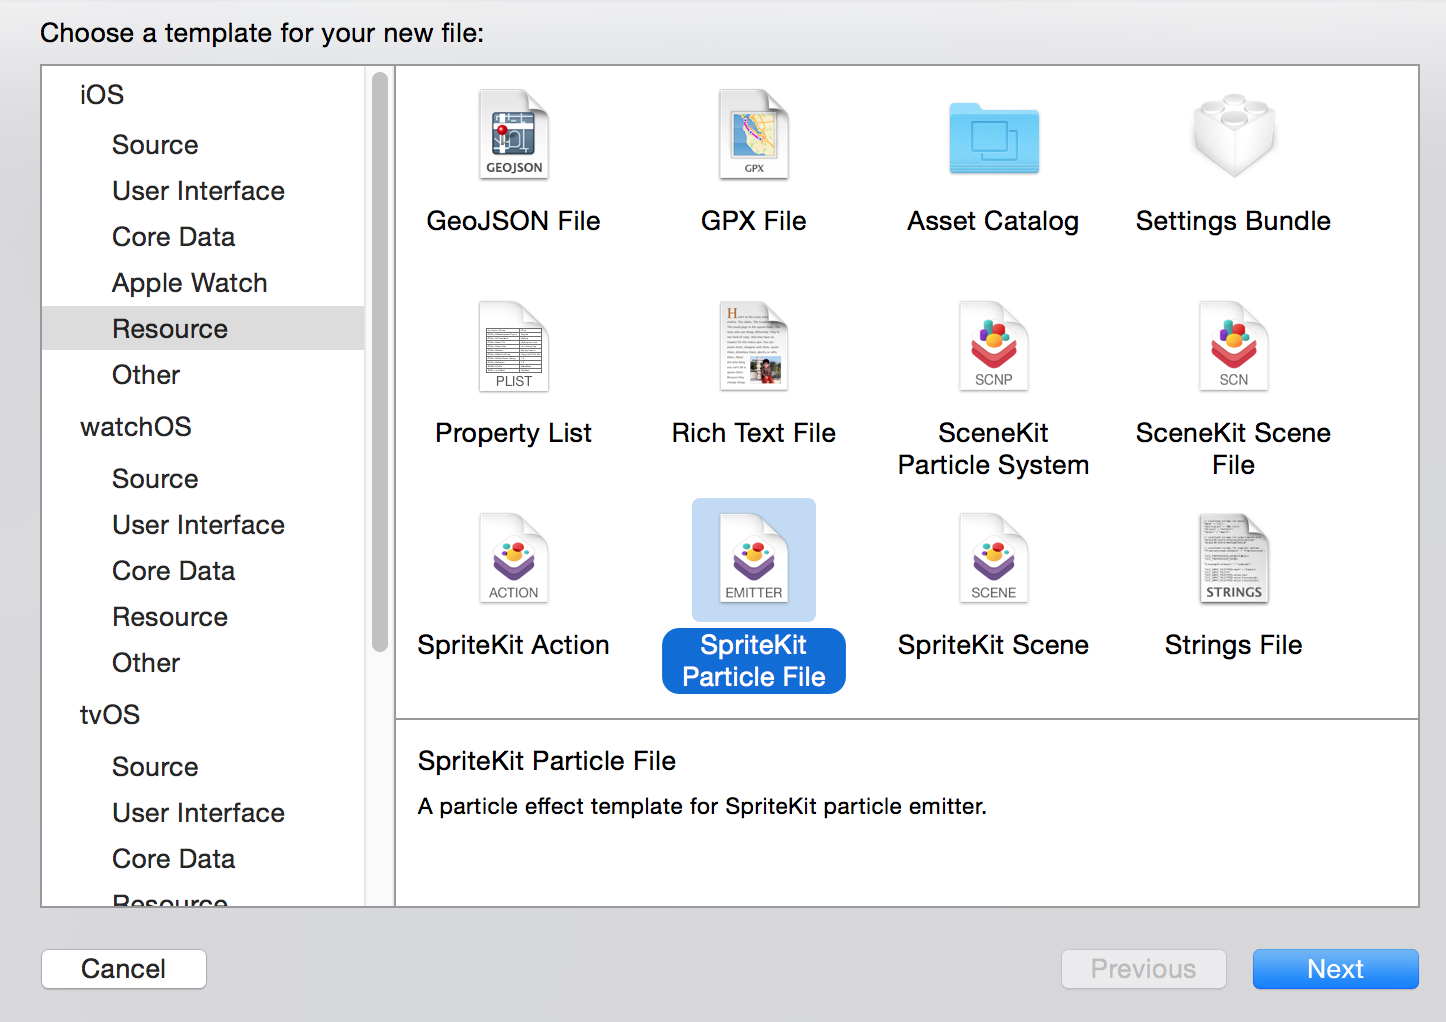 Choose a template for your new file:
iOS
Source
User Interface
Core Data
Apple Watch
Resource
Other
watchOS
Source
User Interface
Core Data
Resource
Other
tvOS
Source
User Interface
Core Data
Resource
GEOJSON
GeoJSON File
GPX
GPX File
Asset Catalog
Settings Bundle
PLIST
Property List
Rich Text File
SCNP
SceneKit
Particle System
SCN
SceneKit Scene
File
ACTION
SpriteKit Action
EMITTER
SpriteKit
Particle File
SCENE
SpriteKit Scene
STRINGS
Strings File
SpriteKit Particle File
A particle effect template for SpriteKit particle emitter.
Cancel
Previous
Next